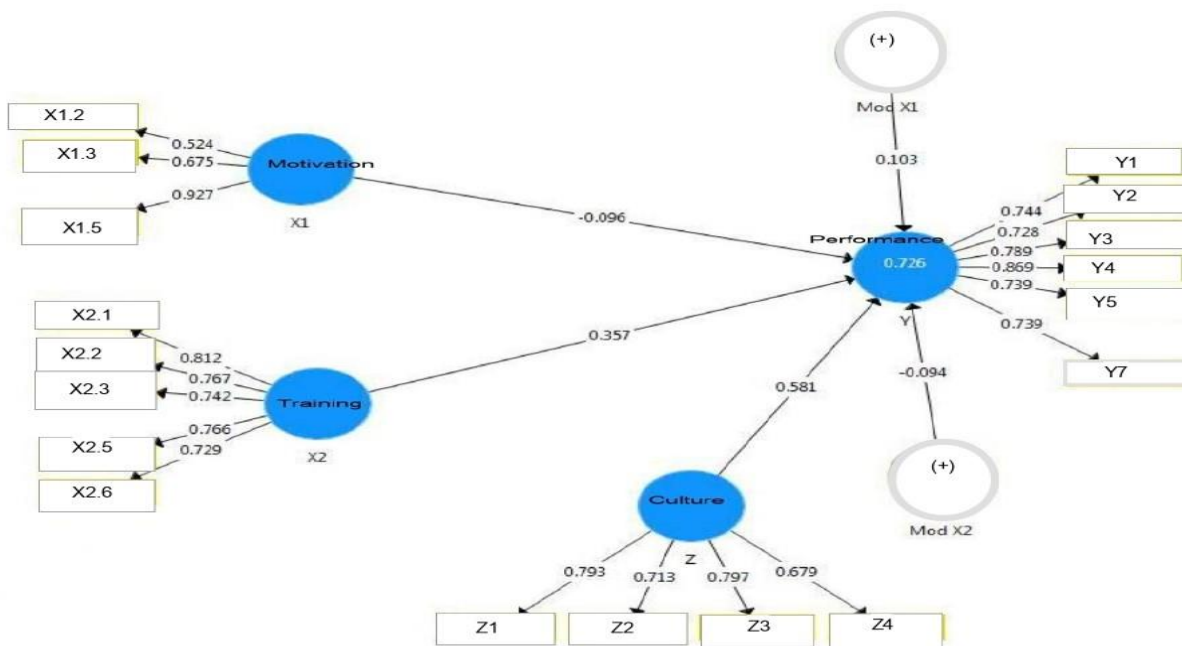 (+)
Mod X1
0.103
X1.2
X1.3
X1.5
0.524
0.675
0.927
Motivation
X1
-0.096
Performance
0.726
Y
Y1
Y2
Y3
Y4
Y5
Y7
0.744
0.728
0.789
0.869
0.739
0.739
X2.1
X2.2
X2.3
X2.5
X2.6
0.812
0.767
0.742
0.766
0.729
Training
X2
0.357
0.581
-0.094
(+)
Mod X2
Culture
Z
0.793
0.713
0.797
0.679
Z1
Z2
Z3
Z4